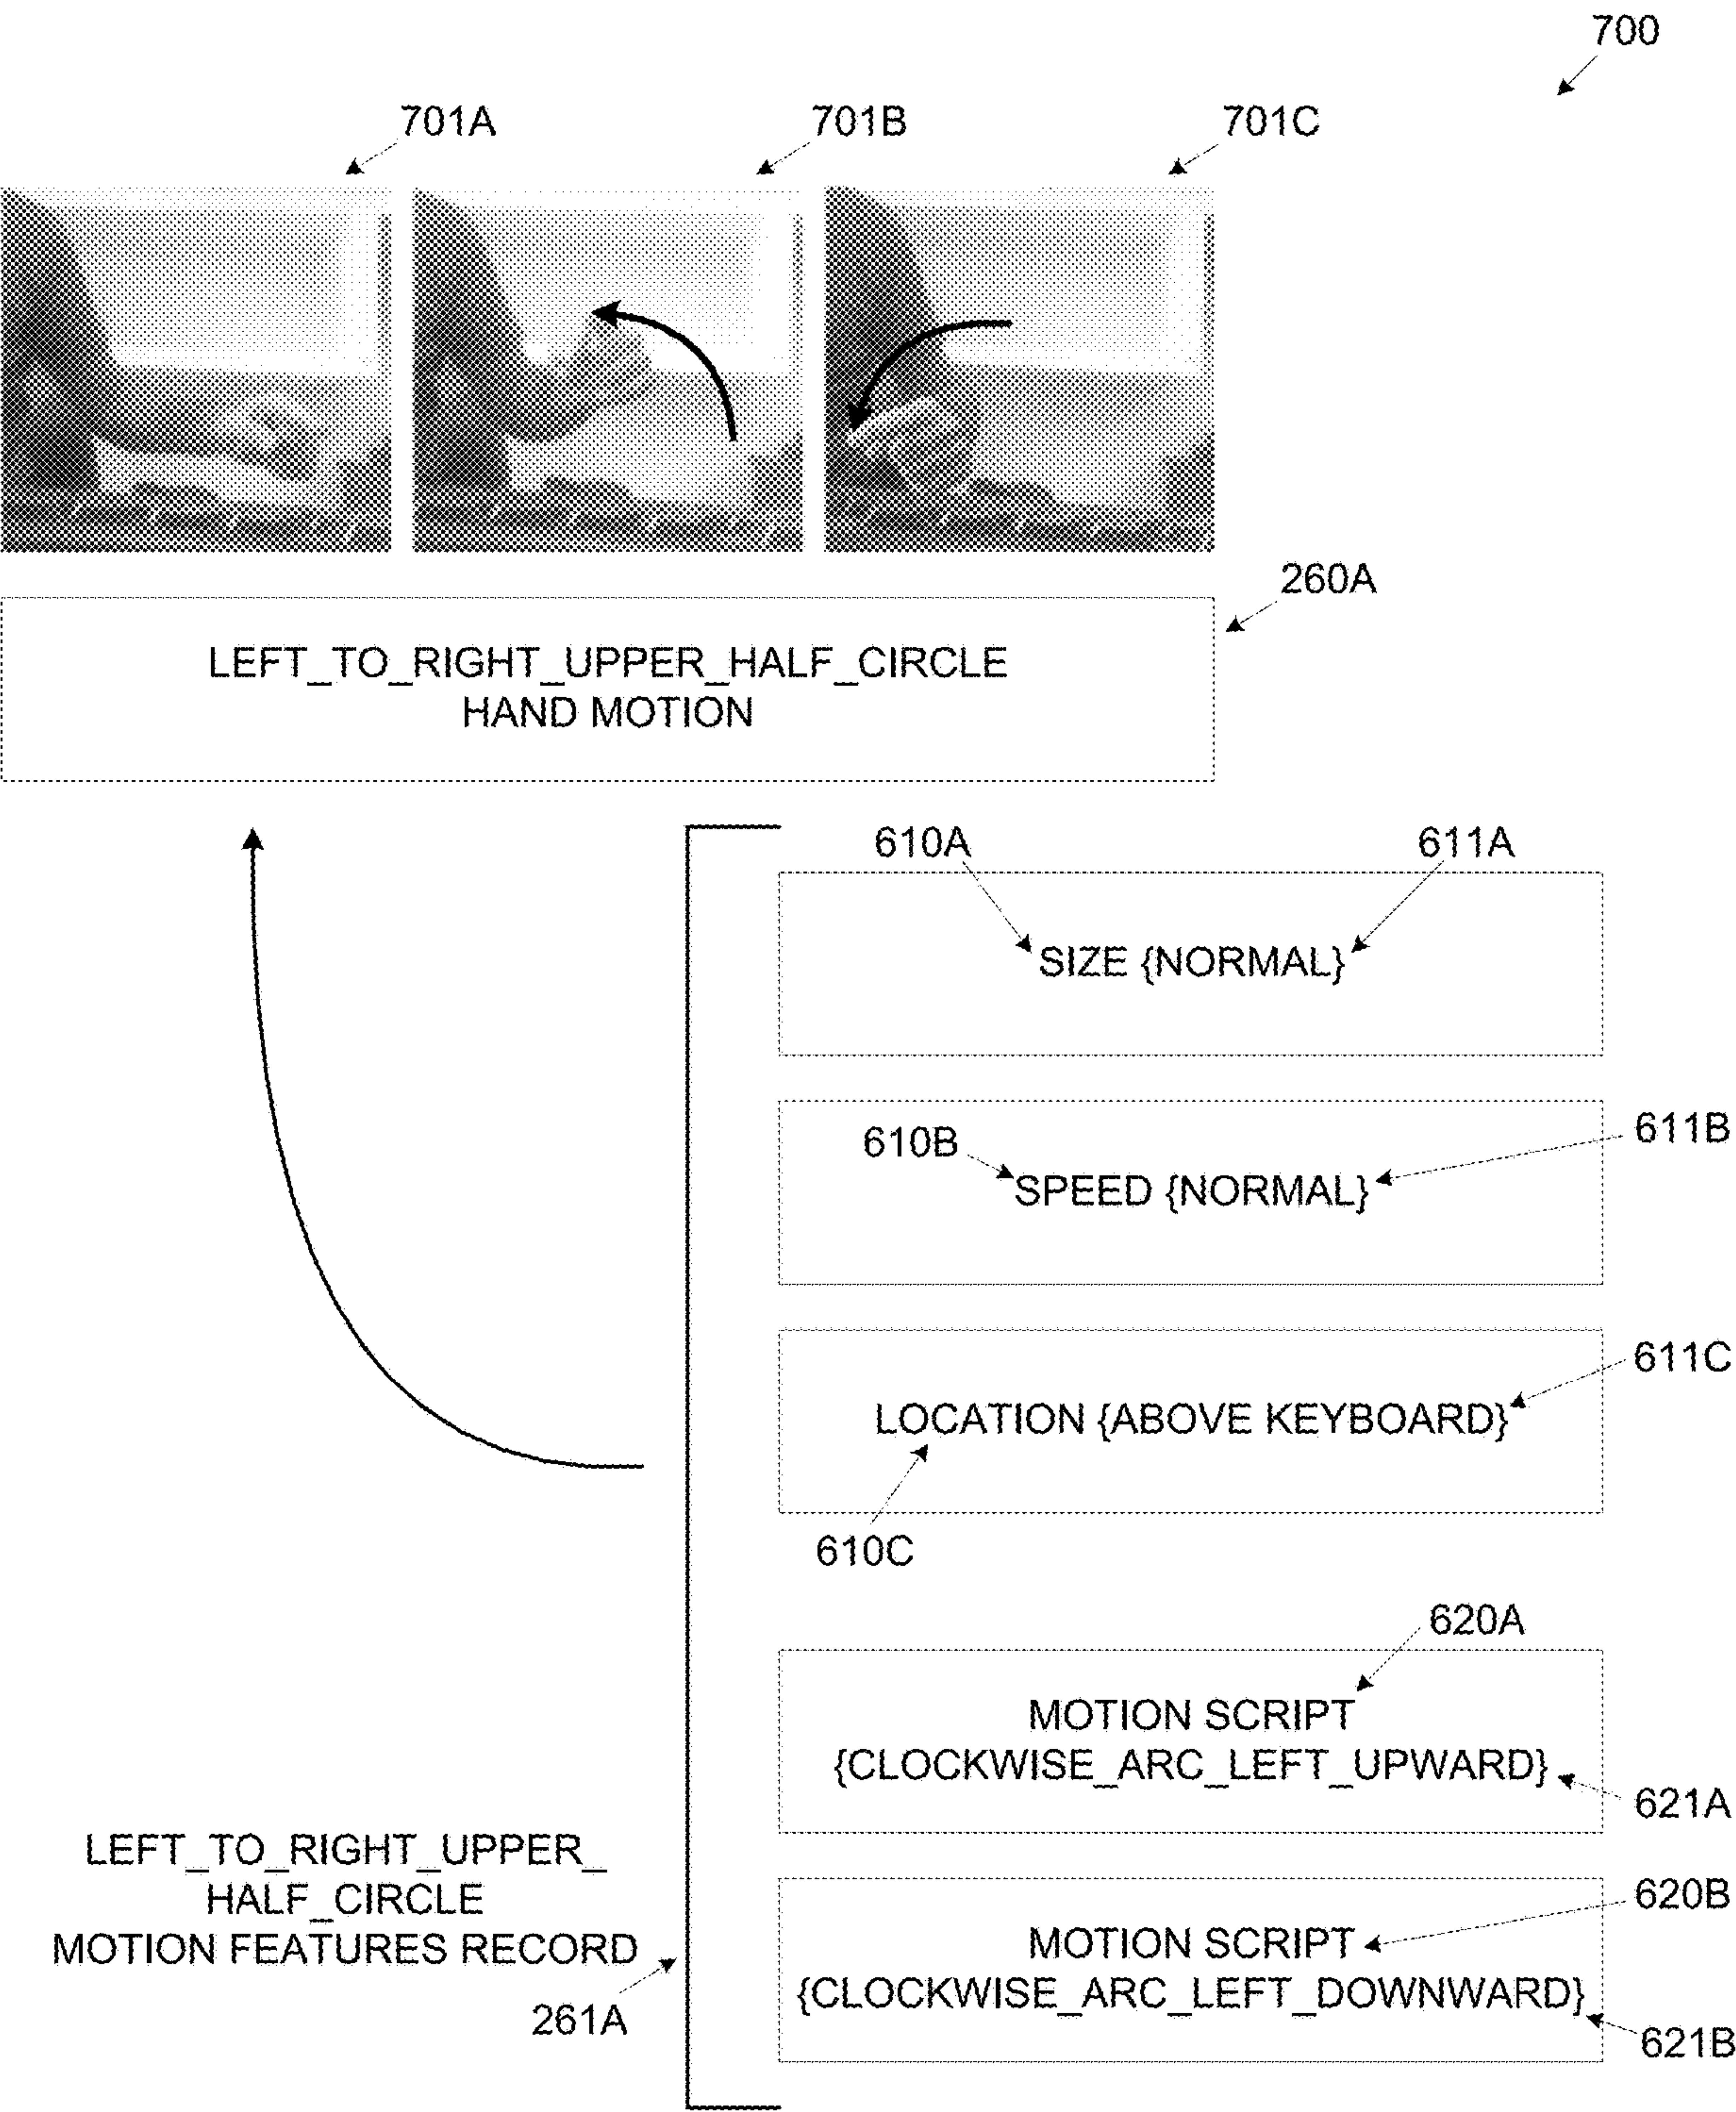 700
701A
701B
701C
260A
LEFT_TO_RIGHT_UPPER_HALF_CIRCLE
HAND MOTION
610A
611A
SIZE {NORMAL}
610B
611B
SPEED {NORMAL}
611C
LOCATION {ABOVE KEYBOARD}
610C
620A
MOTION SCRIPT
{CLOCKWISE_ARC_LEFT_UPWARD}
621A
LEFT_TO_RIGHT_UPPER_
HALF_CIRCLE
MOTION FEATURES RECORD
261A
620B
MOTION SCRIPT
{CLOCKWISE_ARC_LEFT_DOWNWARD}
621B